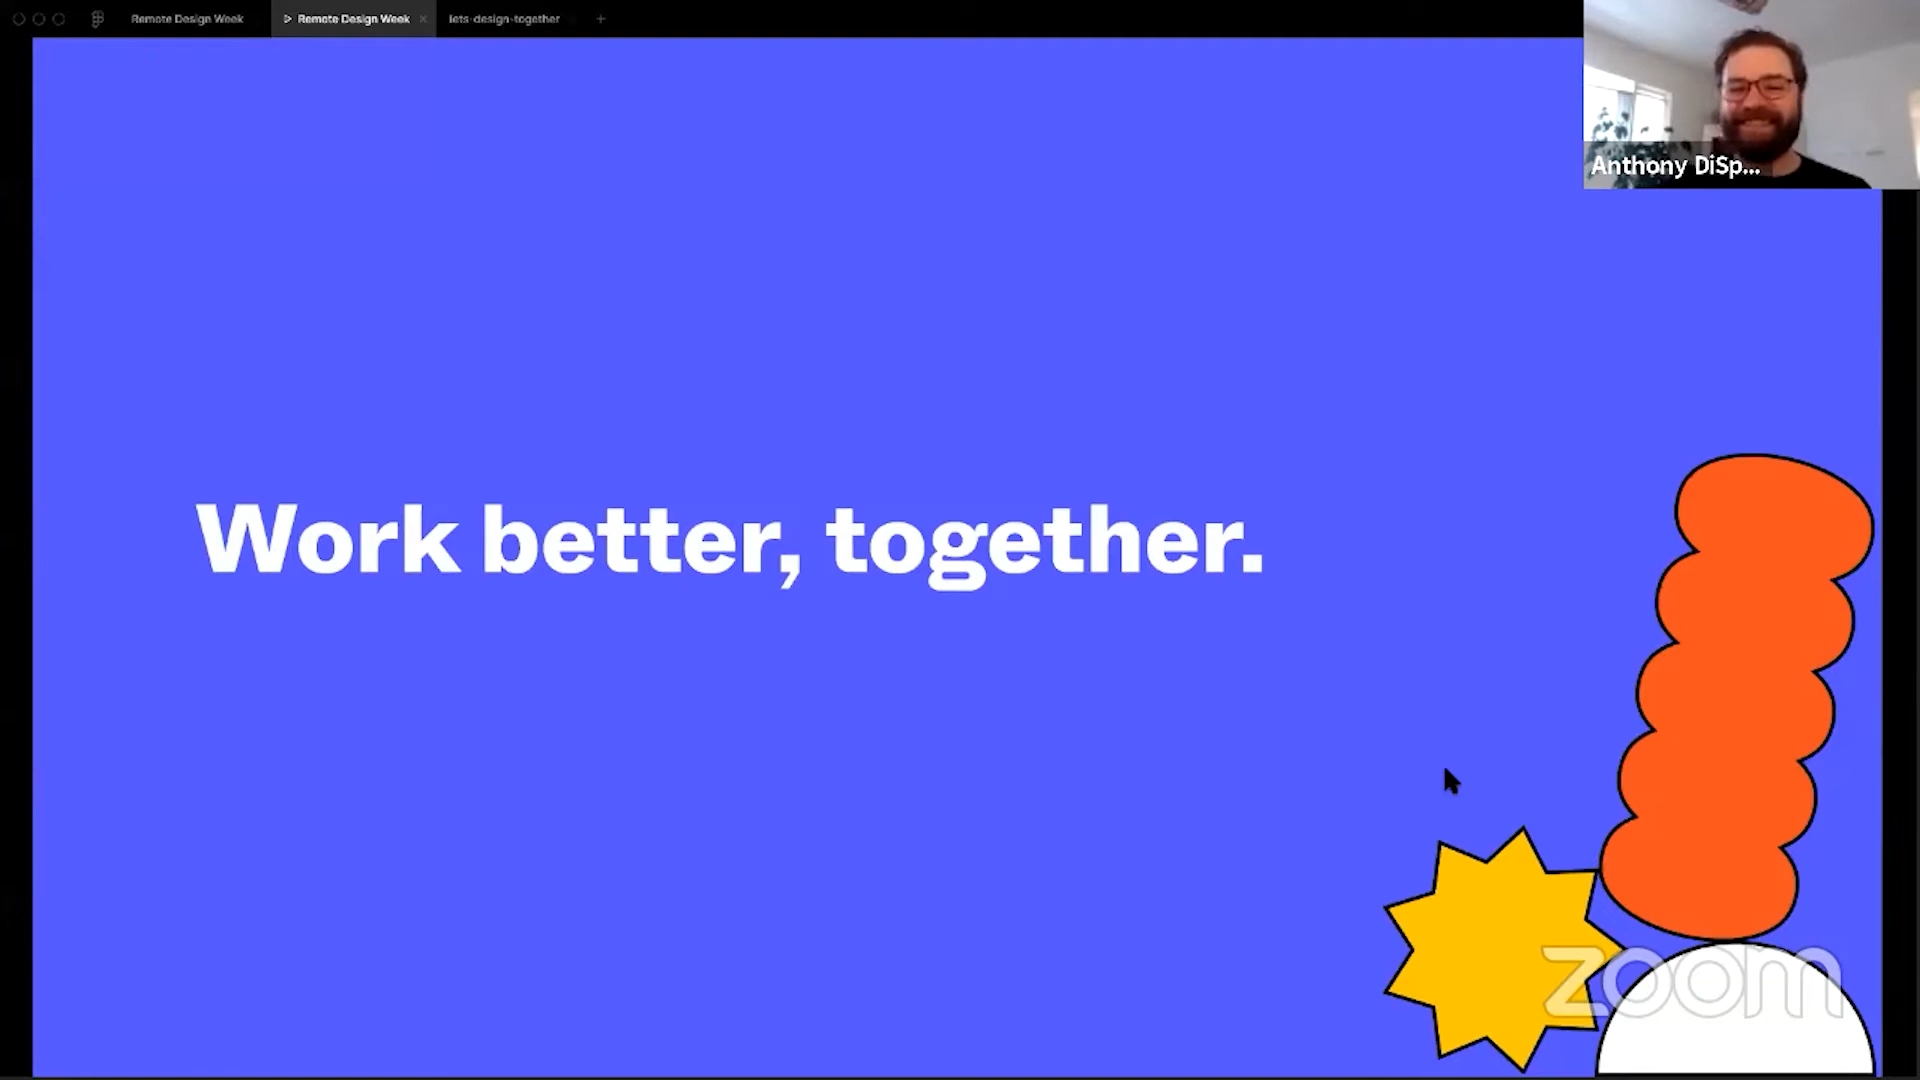 Remote Design Week
Remote Design Week
lets-design-together
Anthony DiSp...
Work better, together.
zoom